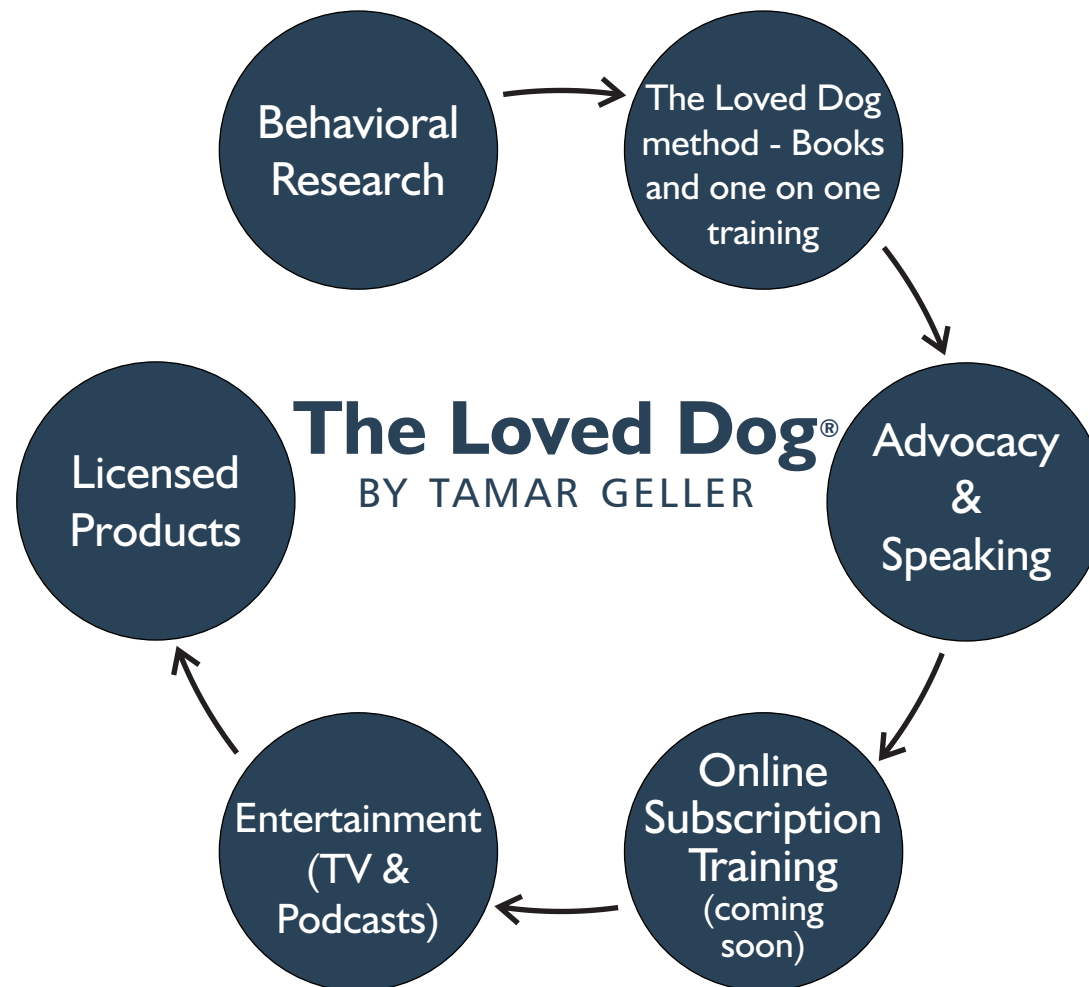 Behavioral
Research
The Loved Dog
method - Books
and one on one
training
The Loved Dog®
BY TAMAR GELLER
Advocacy
&
Speaking
Licensed
Products
Online
Subscription
Training
(coming
soon)
Entertainment
(TV &
Podcasts)